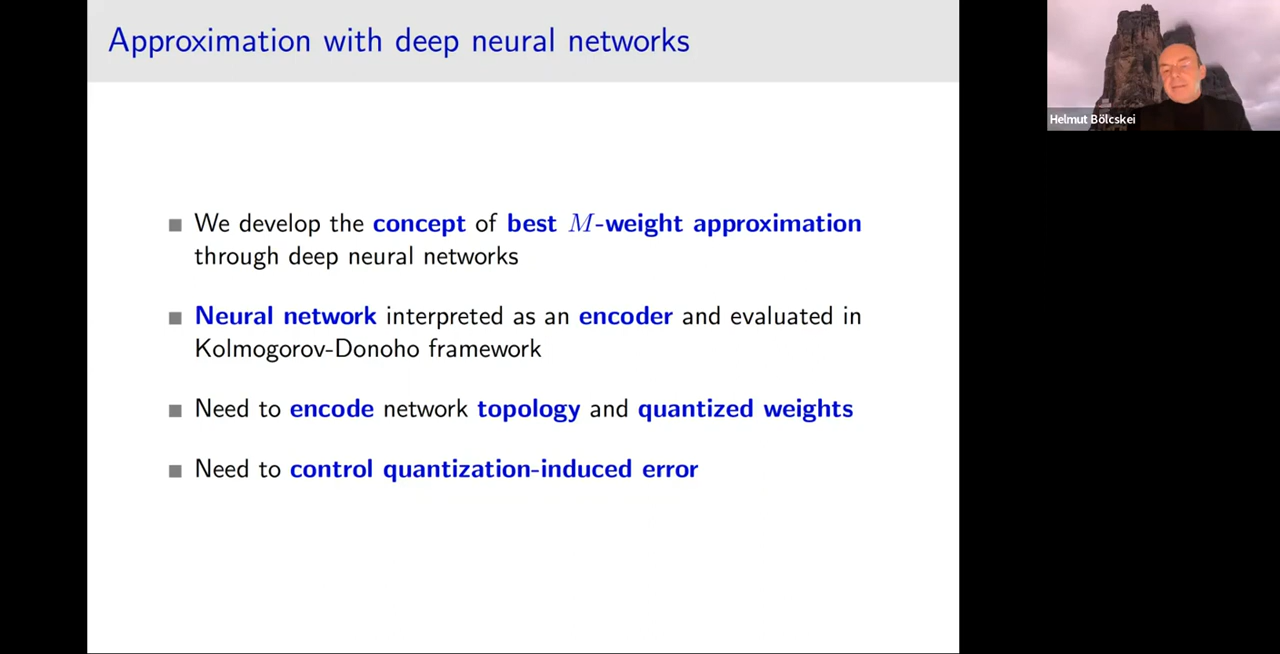 Approximation with deep neural networks
Helmut Bölcskei
■ We develop the concept of best M-weight approximation
through deep neural networks
■ Neural network interpreted as an encoder and evaluated in
Kolmogorov-Donoho framework
■ Need to encode network topology and quantized weights
■ Need to control quantization-induced error